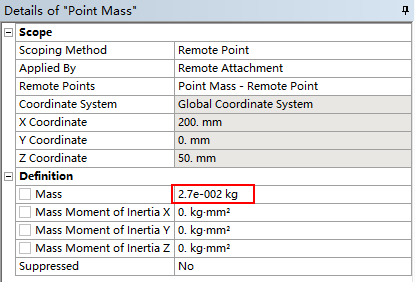 Details of "Point Mass"
Scope
Scoping Method Remote Point
Applied By Remote Attachment
Remote Points Point Mass - Remote Point
Coordinate System Global Coordinate System
X Coordinate 200. mm
Y Coordinate 0. mm
Z Coordinate 50. mm
Definition
Mass 2.7e-002 kg
Mass Moment of Inertia X 0. kg·mm²
Mass Moment of Inertia Y 0. kg·mm²
Mass Moment of Inertia Z 0. kg·mm²
Suppressed No